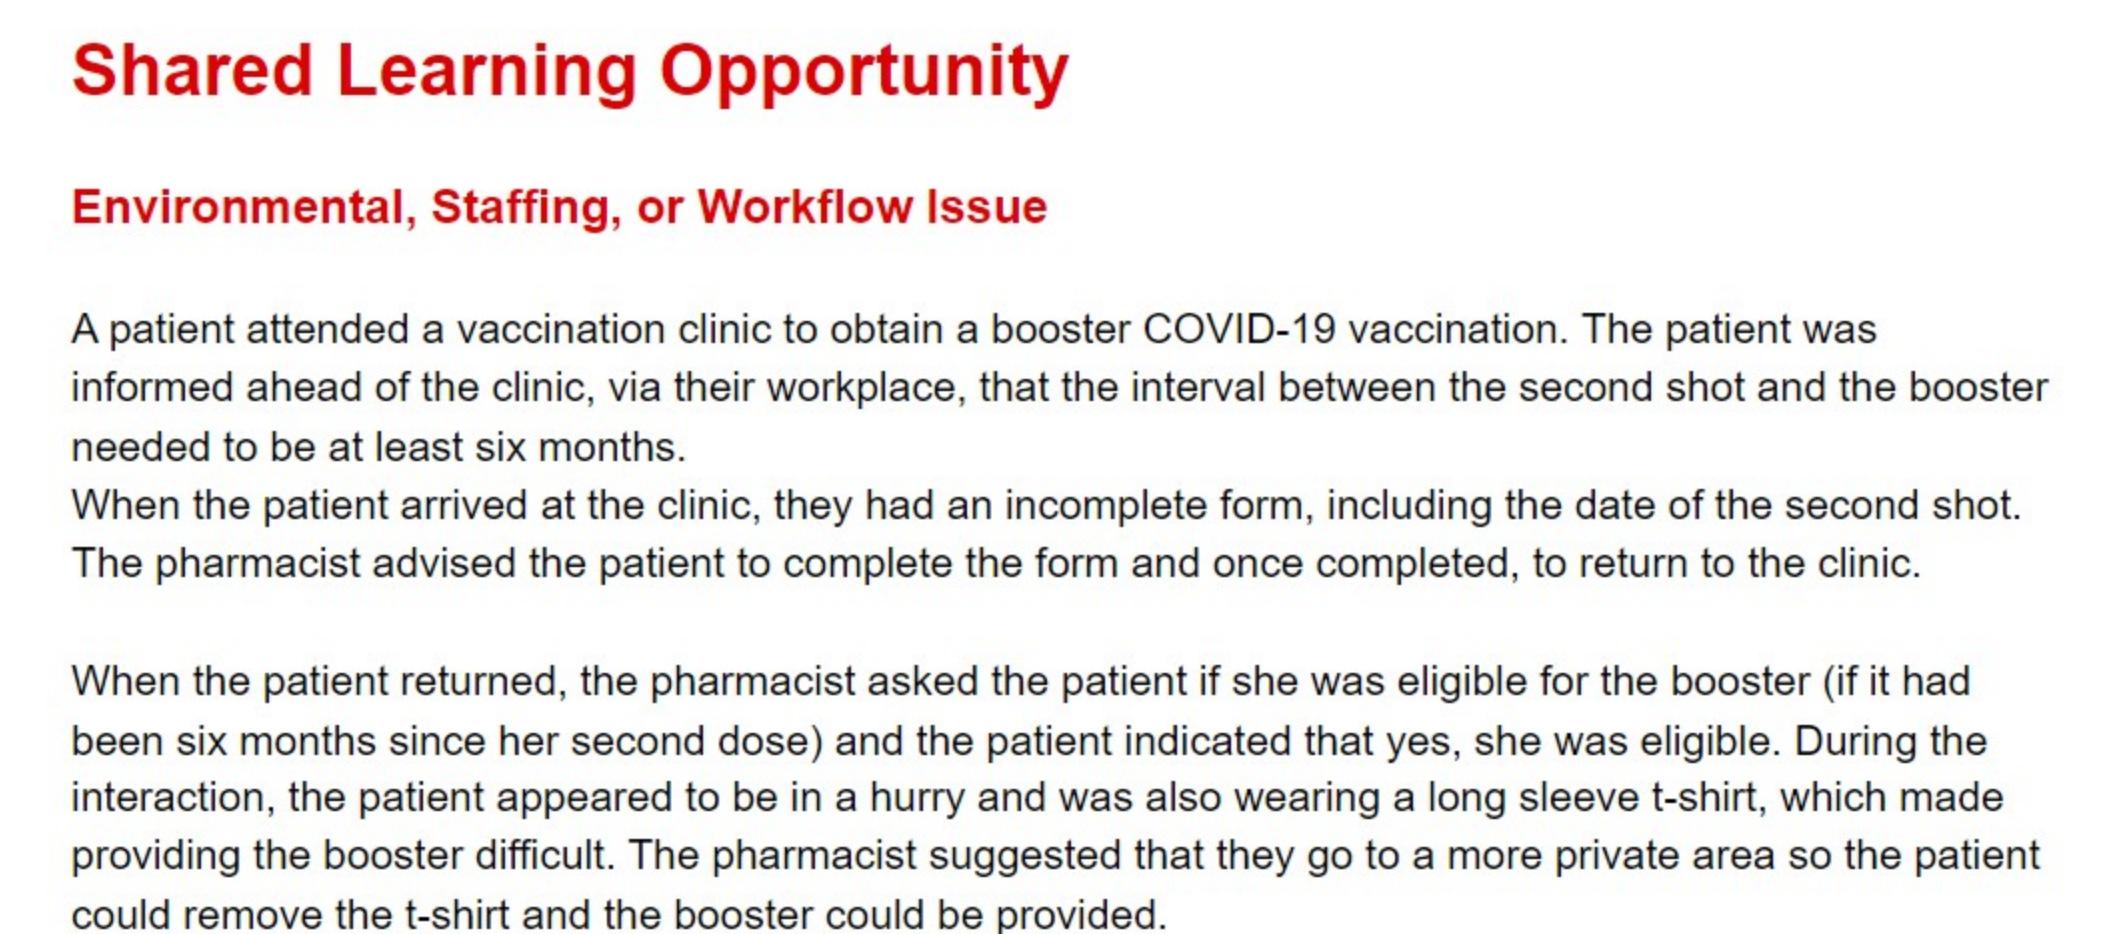 Shared Learning Opportunity
Environmental, Staffing, or Workflow Issue
A patient attended a vaccination clinic to obtain a booster COVID-19 vaccination. The patient was
informed ahead of the clinic, via their workplace, that the interval between the second shot and the booster
needed to be at least six months.
When the patient arrived at the clinic, they had an incomplete form, including the date of the second shot.
The pharmacist advised the patient to complete the form and once completed, to return to the clinic.
When the patient returned, the pharmacist asked the patient if she was eligible for the booster (if it had
been six months since her second dose) and the patient indicated that yes, she was eligible. During the
interaction, the patient appeared to be in a hurry and was also wearing a long sleeve t-shirt, which made
providing the booster difficult. The pharmacist suggested that they go to a more private area so the patient
could remove the t-shirt and the booster could be provided.